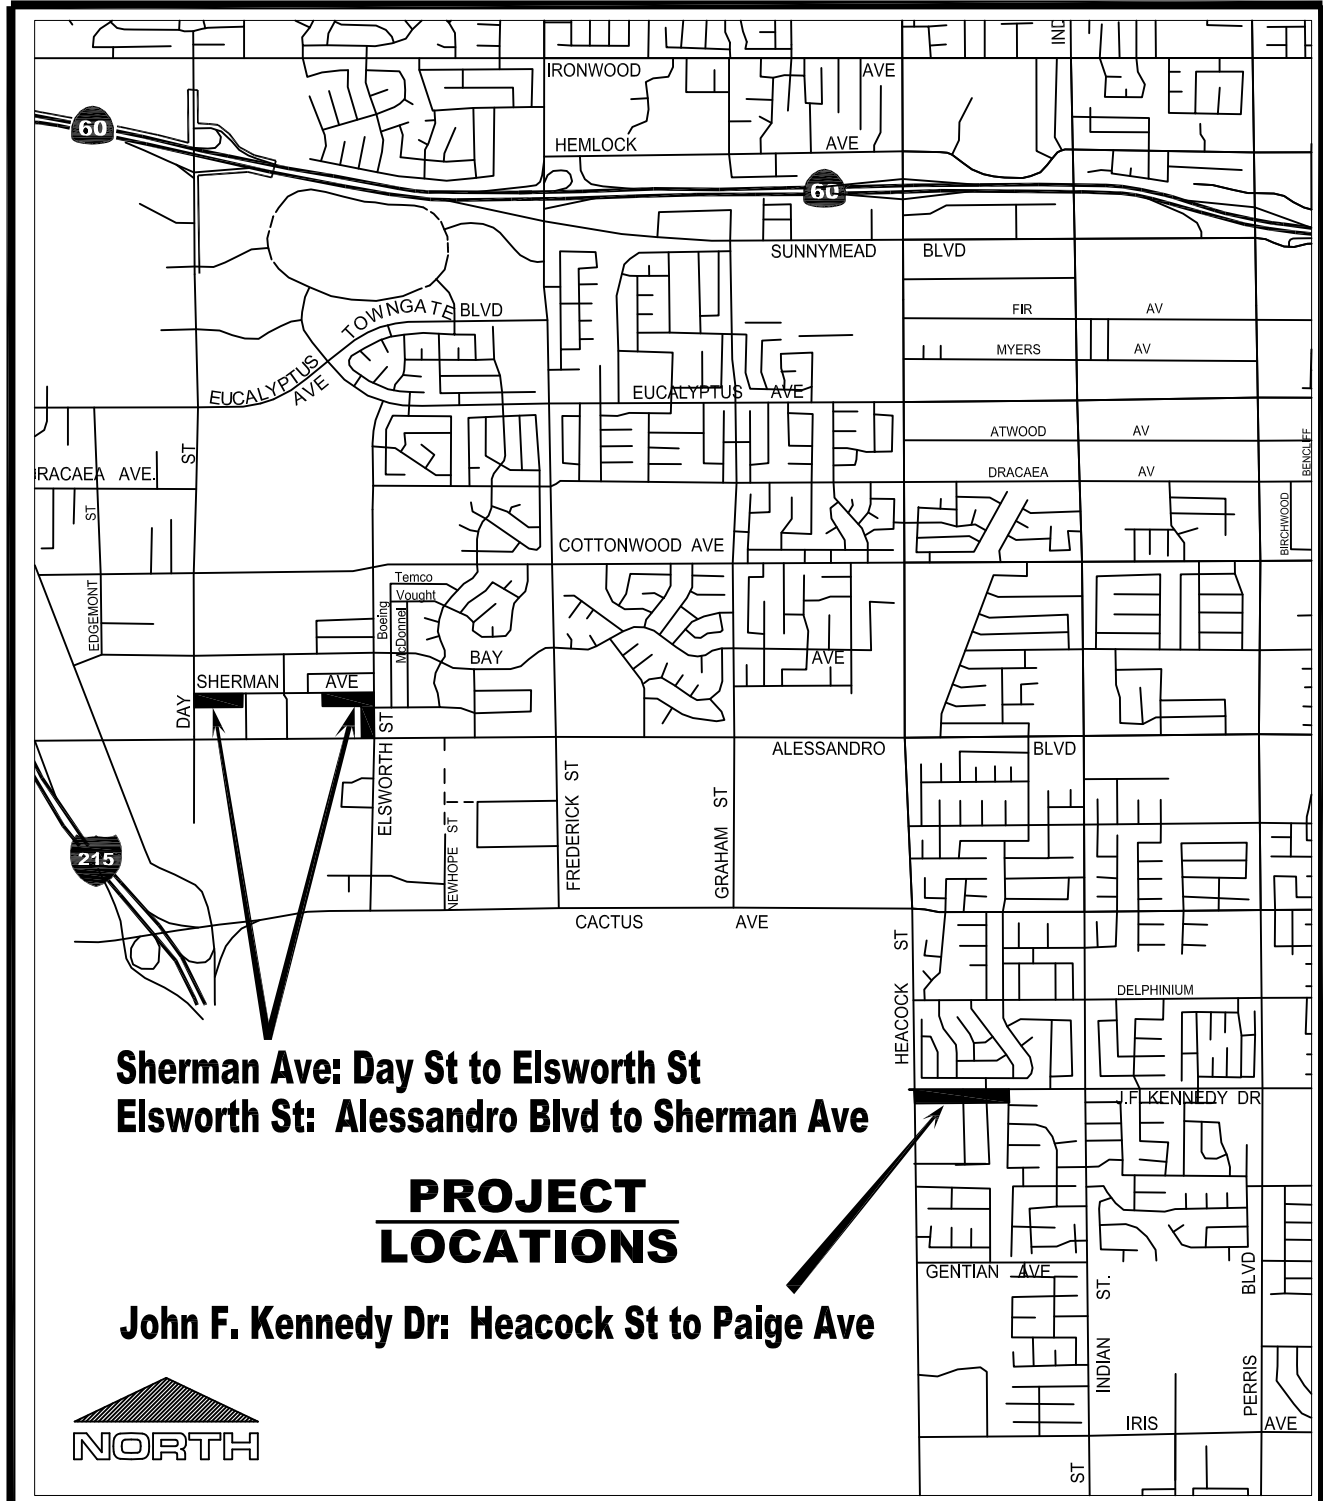 IND
IRONWOOD AVE
60
HEMLOCK AVE
60
SUNNYMEAD BLVD
TOWNGATE BLVD
FIR AV
MYERS AV
EUCALYPTUS AVE
EUCALYPTUS AVE
ATWOOD AV
BENCLIFF
ST
RACAEA AVE.
DRACAEA AV
ST
BIRCHWOOD
COTTONWOOD AVE
Temco
Vought
EDGEMONT
Boeing
McDonnel
BAY AVE
SHERMAN AVE
DAY
ELSWORTH ST
ALESSANDRO BLVD
215
NEWHOPE ST
FREDERICK ST
GRAHAM ST
CACTUS AVE
HEACOCK ST
DELPHINIUM
Sherman Ave: Day St to Elsworth St
J.F. KENNEDY DR
Elsworth St: Alessandro Blvd to Sherman Ave
PROJECT
LOCATIONS
GENTIAN AVE
INDIAN ST.
PERRIS BLVD
John F. Kennedy Dr: Heacock St to Paige Ave
IRIS AVE
NORTH
ST